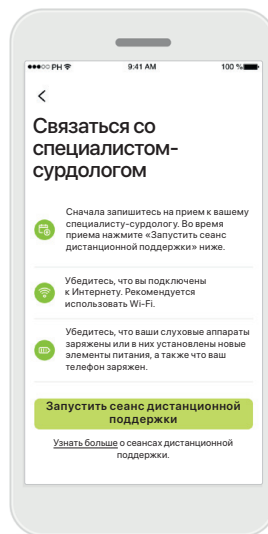 PH 9:41 AM 100 %
Связаться со
специалистом-
сурдологом
Сначала запишитесь на прием к вашему
специалисту-сурдологу. Во время
приема нажмите «Запустить сеанс
дистанционной поддержки» ниже.
Убедитесь, что вы подключены
к Интернету. Рекомендуется
использовать Wi-Fi.
Убедитесь, что ваши слуховые аппараты
заряжены или в них установлены новые
элементы питания, а также что ваш
телефон заряжен.
Запустить сеанс дистанционной
поддержки
Узнать больше о сеансах дистанционной
поддержки.